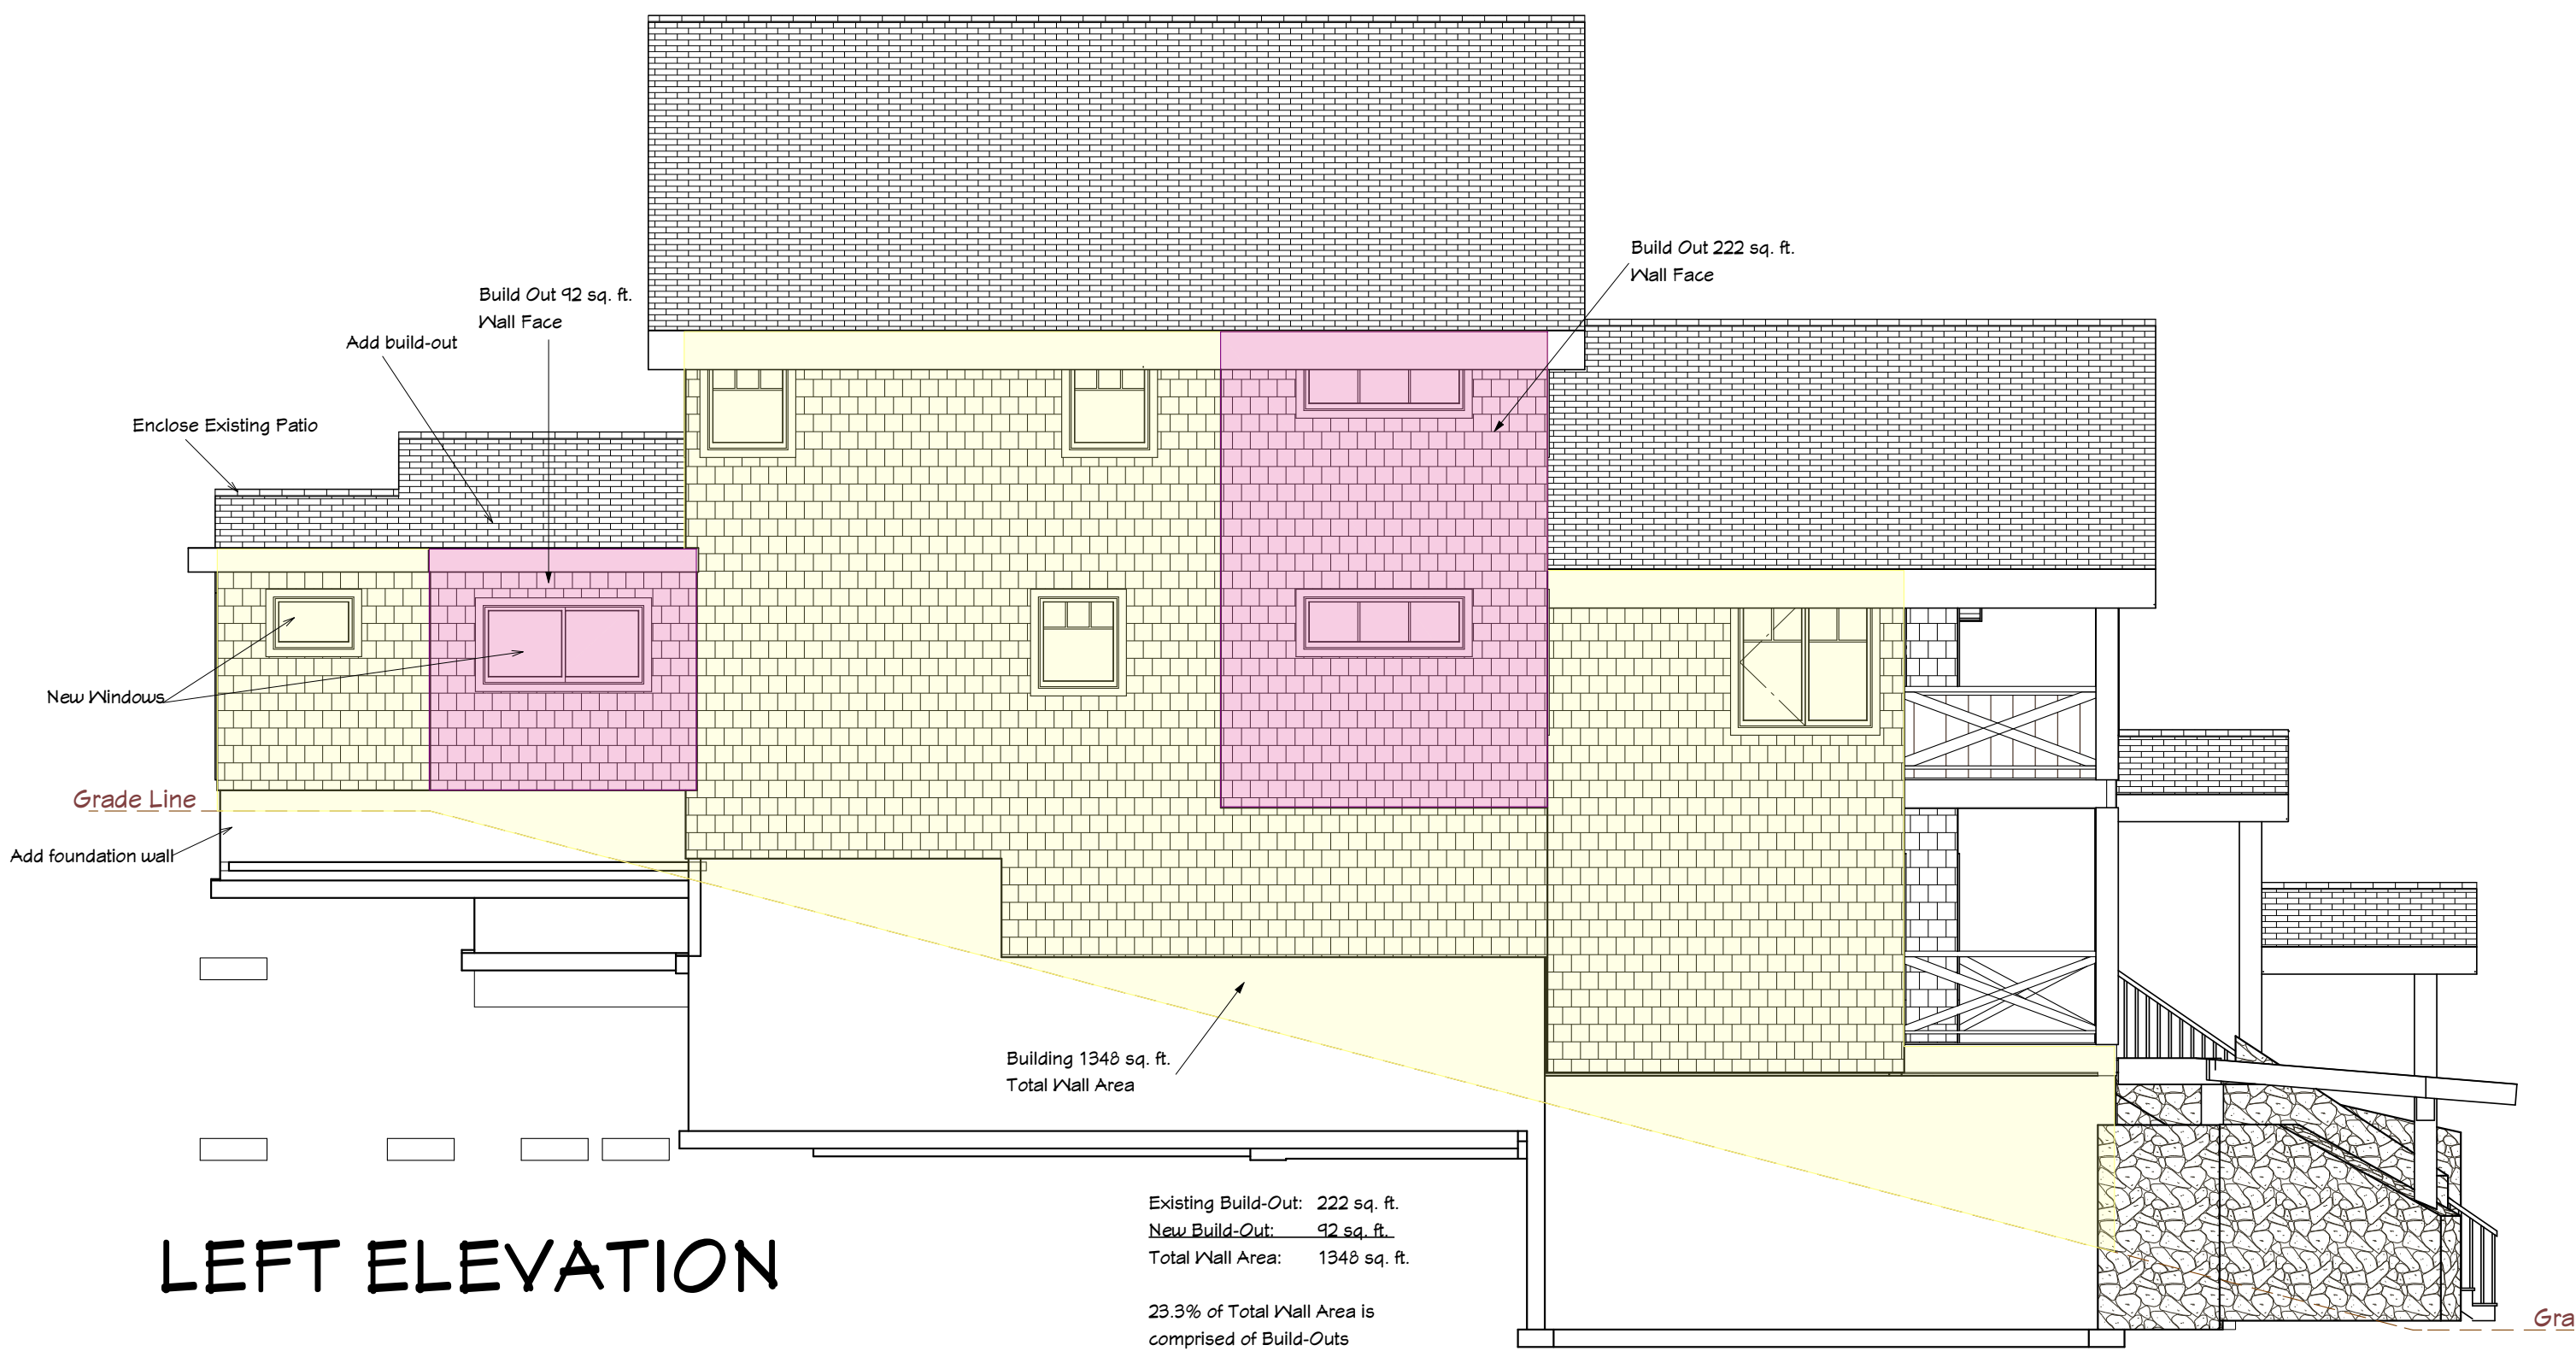 Build Out 222 sq. ft.
Wall Face
Build Out 92 sq. ft.
Wall Face
Add build-out
Enclose Existing Patio
New Windows
Grade Line
Add foundation wall
Building 1348 sq. ft.
Total Wall Area
Existing Build-Out: 222 sq. ft.
New Build-Out: 92 sq. ft.
Total Wall Area: 1348 sq. ft.
23.3% of Total Wall Area is
comprised of Build-Outs
LEFT ELEVATION
Gra